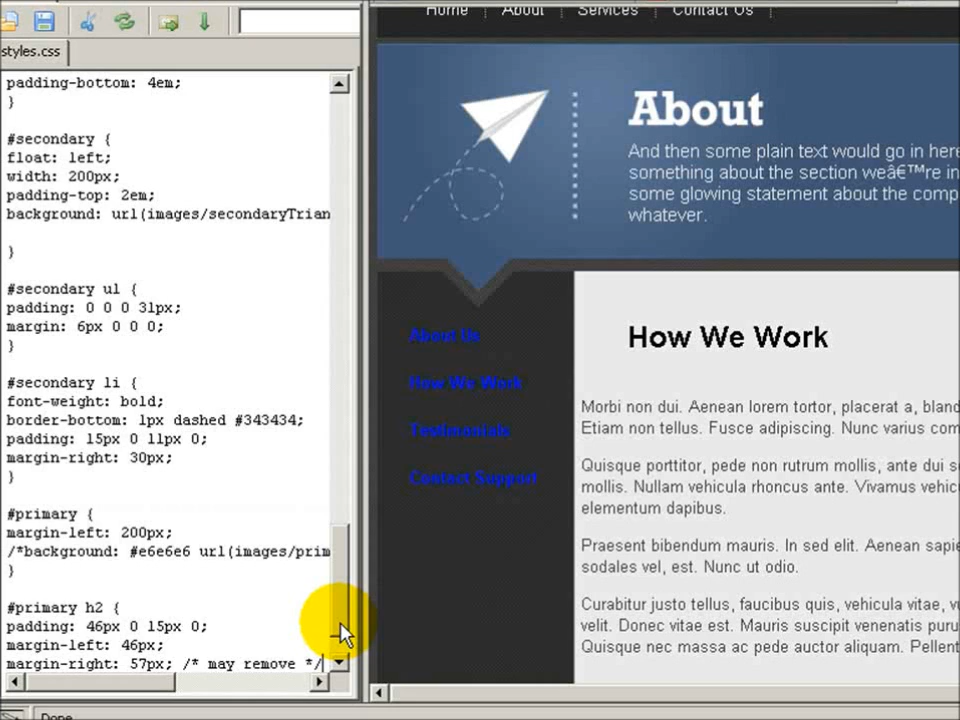 Home About Services Contact Us
styles.css
padding-bottom: 4em;
}
#secondary {
float: left;
width: 200px;
padding-top: 2em;
background: url(images/secondaryTrian
}
#secondary ul {
padding: 0 0 0 31px;
margin: 6px 0 0 0;
}
#secondary li {
font-weight: bold;
border-bottom: 1px dashed #343434;
padding: 15px 0 11px 0;
margin-right: 30px;
}
#primary {
margin-left: 200px;
/*background: #e6e6e6 url(images/prim
}
#primary h2 {
padding: 46px 0 15px 0;
margin-left: 46px;
margin-right: 57px; /* may remove */
About
And then some plain text would go in here
something about the section weâ€™re in
some glowing statement about the comp
whatever.
About Us
How We Work
Testimonials
Contact Support
How We Work
Morbi non dui. Aenean lorem tortor, placerat a, bland
Etiam non tellus. Fusce adipiscing. Nunc varius com
Quisque porttitor, pede non rutrum mollis, ante dui s
mollis. Nullam vehicula rhoncus ante. Vivamus vehic
elementum dapibus.
Praesent bibendum mauris. In sed elit. Aenean sapie
sodales vel, est. Nunc ut odio.
Curabitur justo tellus, faucibus quis, vehicula vitae, v
velit. Donec vitae est. Mauris suscipit venenatis puru
Quisque nec massa ac pede auctor aliquam. Pellent
Done